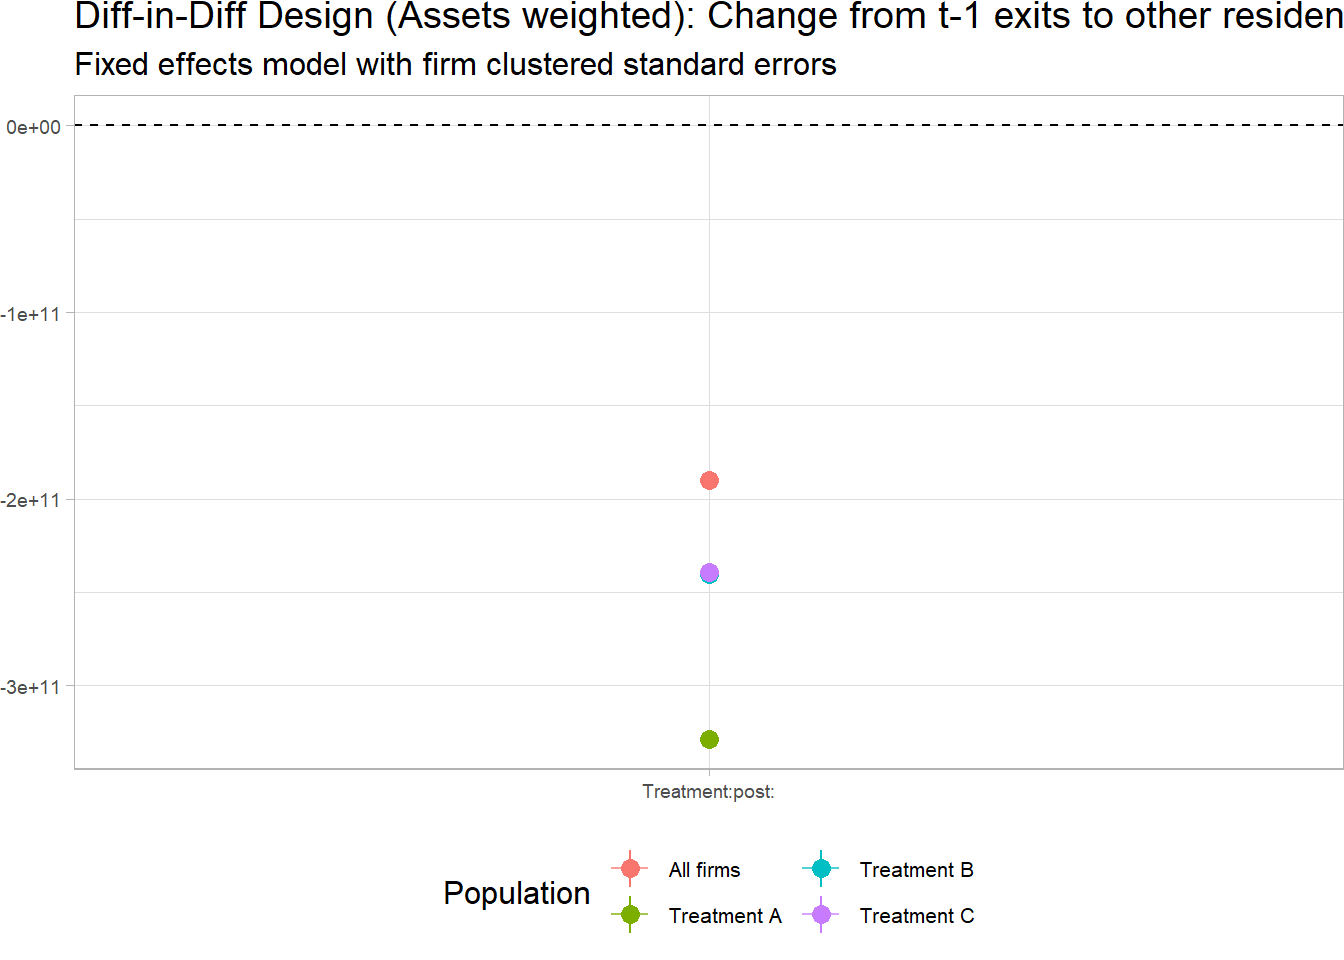 Diff-in-Diff Design (Assets weighted): Change from t-1 exits to other residen
Fixed effects model with firm clustered standard errors
0e+00
-1e+11
-2e+11
-3e+11
Treatment:post:
Population
All firms
Treatment B
Treatment A
Treatment C